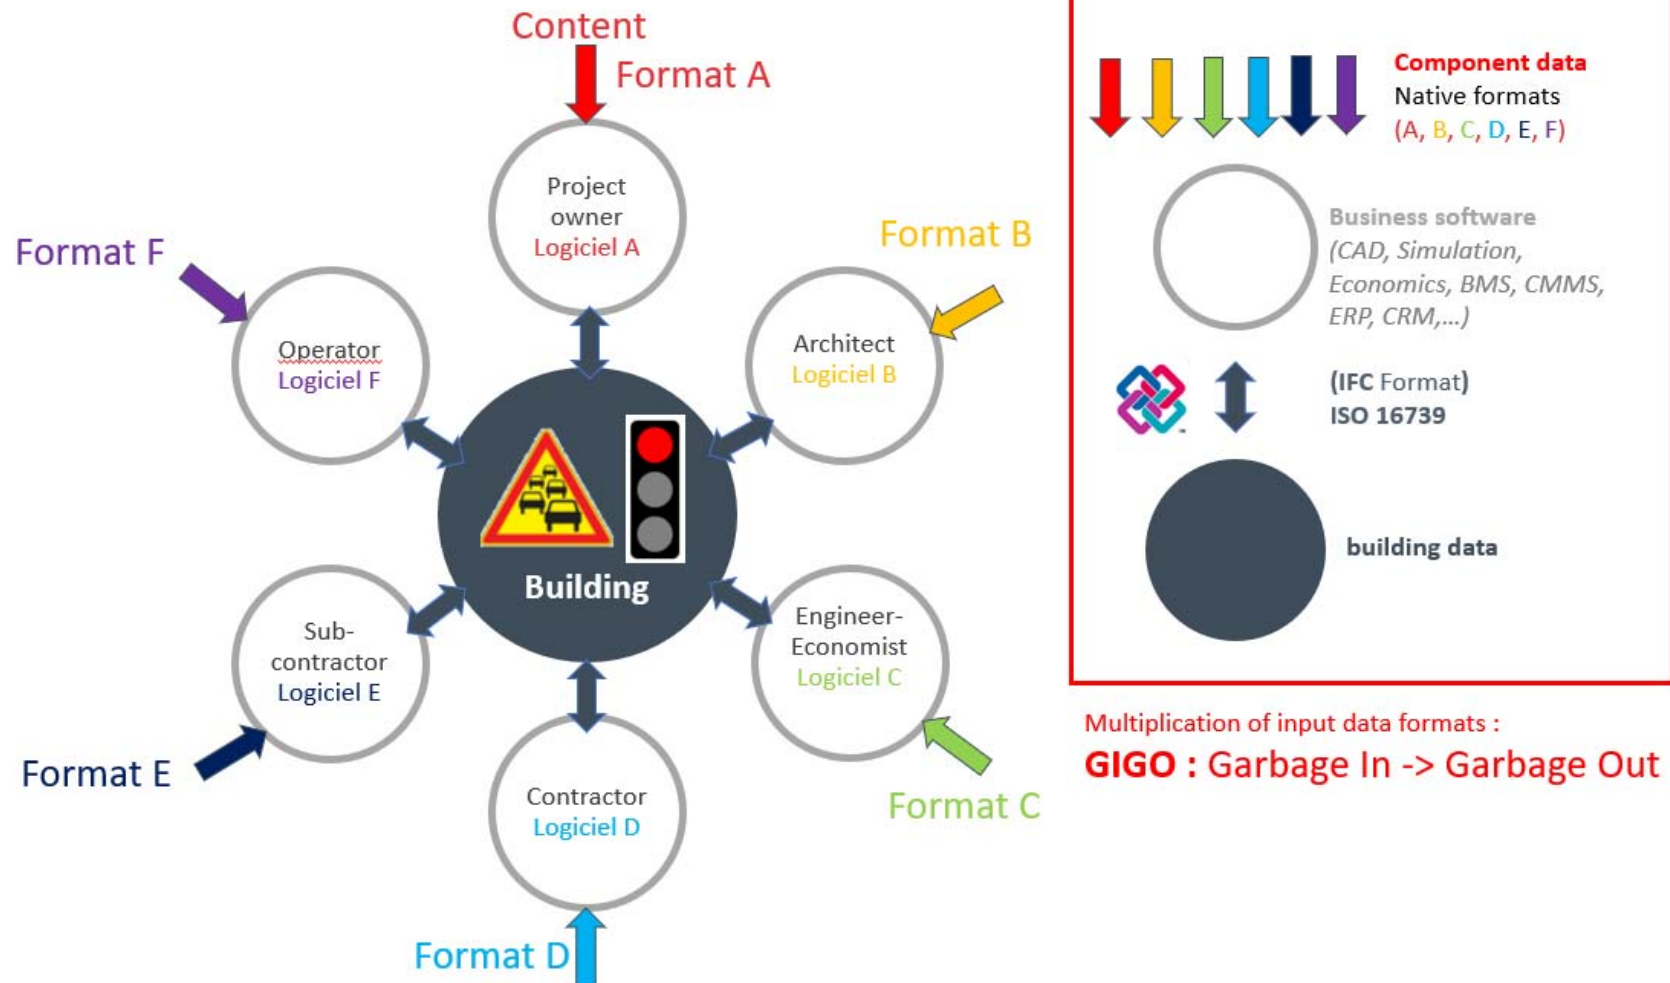 Content
Format A
Project
owner
Logiciel A
Format B
Architect
Logiciel B
Format F
Operator
Logiciel F
Building
Sub-
contractor
Logiciel E
Format E
Engineer-
Economist
Logiciel C
Format C
Contractor
Logiciel D
Format D
Component data
Native formats
(A, B, C, D, E, F)
Business software
(CAD, Simulation,
Economics, BMS, CMMS,
ERP, CRM,...)
(IFC Format)
ISO 16739
building data
Multiplication of input data formats :
GIGO : Garbage In -> Garbage Out